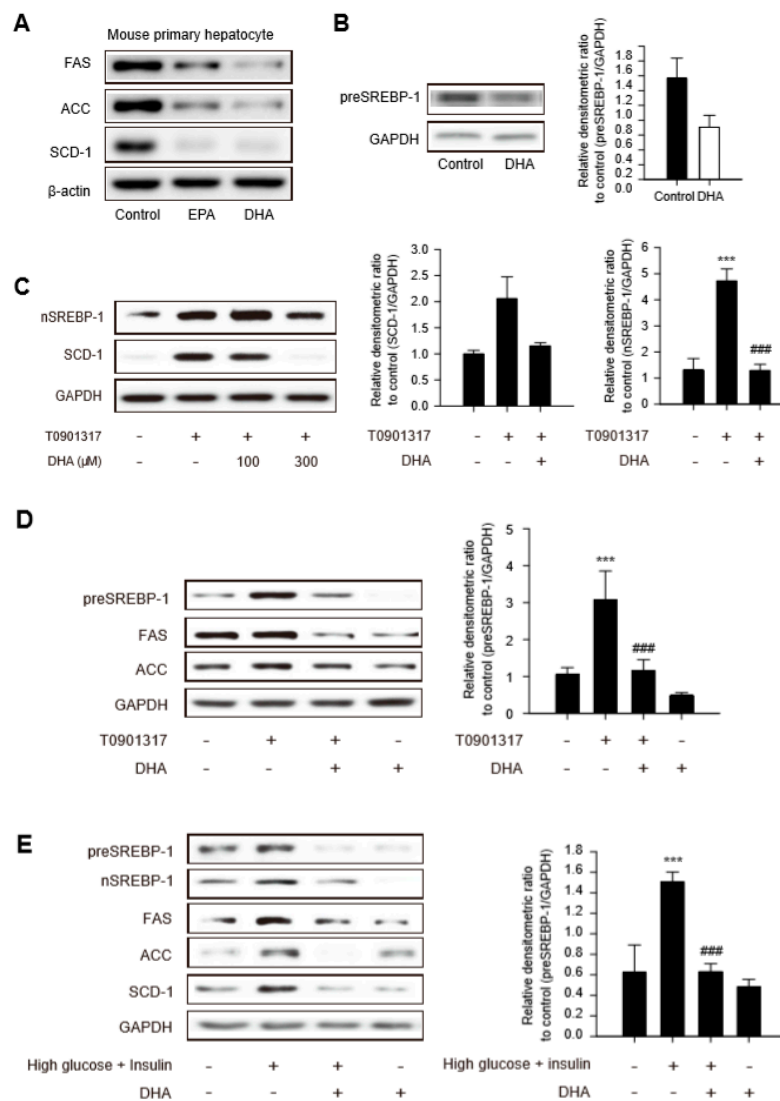 A
Mouse primary hepatocyte
FAS
ACC
SCD-1
β-actin
Control EPA DHA
B
preSREBP-1
GAPDH
Control DHA
Relative densitometric ratio
to control (preSREBP-1/GAPDH)
1.8
1.6
1.4
1.2
1.0
0.8
0.6
0.2
0.0
Control DHA
C
nSREBP-1
SCD-1
GAPDH
T0901317 - + + +
DHA (μM) - - 100 300
Relative densitometric ratio
to control (SCD-1/GAPDH)
3.0
2.5
2.0
1.5
1.0
0.5
0.0
T0901317 - + +
DHA - - +
Relative densitometric ratio
to control (nSREBP-1/GAPDH)
6
5
4
2
1
0
***
###
T0901317 - + +
DHA - - +
D
preSREBP-1
FAS
ACC
GAPDH
T0901317 - + + -
DHA - - + +
Relative densitometric ratio
to control (preSREBP-1/GAPDH)
5
4
3
2
1
0
***
###
T0901317 - + + -
DHA - - + +
E
preSREBP-1
nSREBP-1
FAS
ACC
SCD-1
GAPDH
High glucose + Insulin - + + -
DHA - - + +
Relative densitometric ratio
to control (preSREBP-1/GAPDH)
1.8
1.6
1.4
1.2
1.0
0.8
0.6
0.4
0.2
0.0
***
###
High glucose + insulin - + + -
DHA - - + +